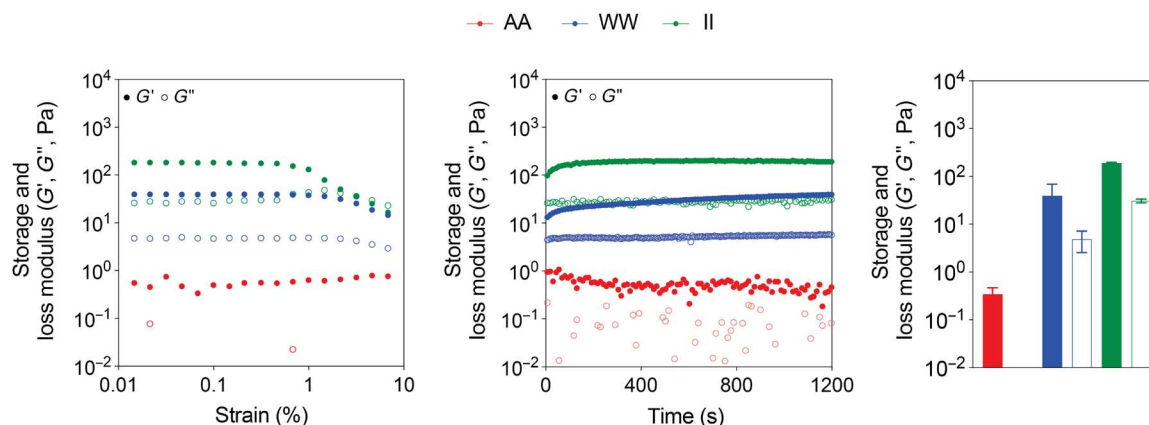 AA WW II
Storage and
loss modulus (G', G'', Pa)
10⁴
10³
10²
10¹
10⁰
10⁻¹
10⁻²
G' G''
0.01 0.1 1 10
Strain (%)
Storage and
loss modulus (G', G'', Pa)
10⁴
10³
10²
10¹
10⁰
10⁻¹
10⁻²
G' G''
0 400 800 1200
Time (s)
Storage and
loss modulus (G', G'', Pa)
10⁴
10³
10²
10¹
10⁰
10⁻¹
10⁻²